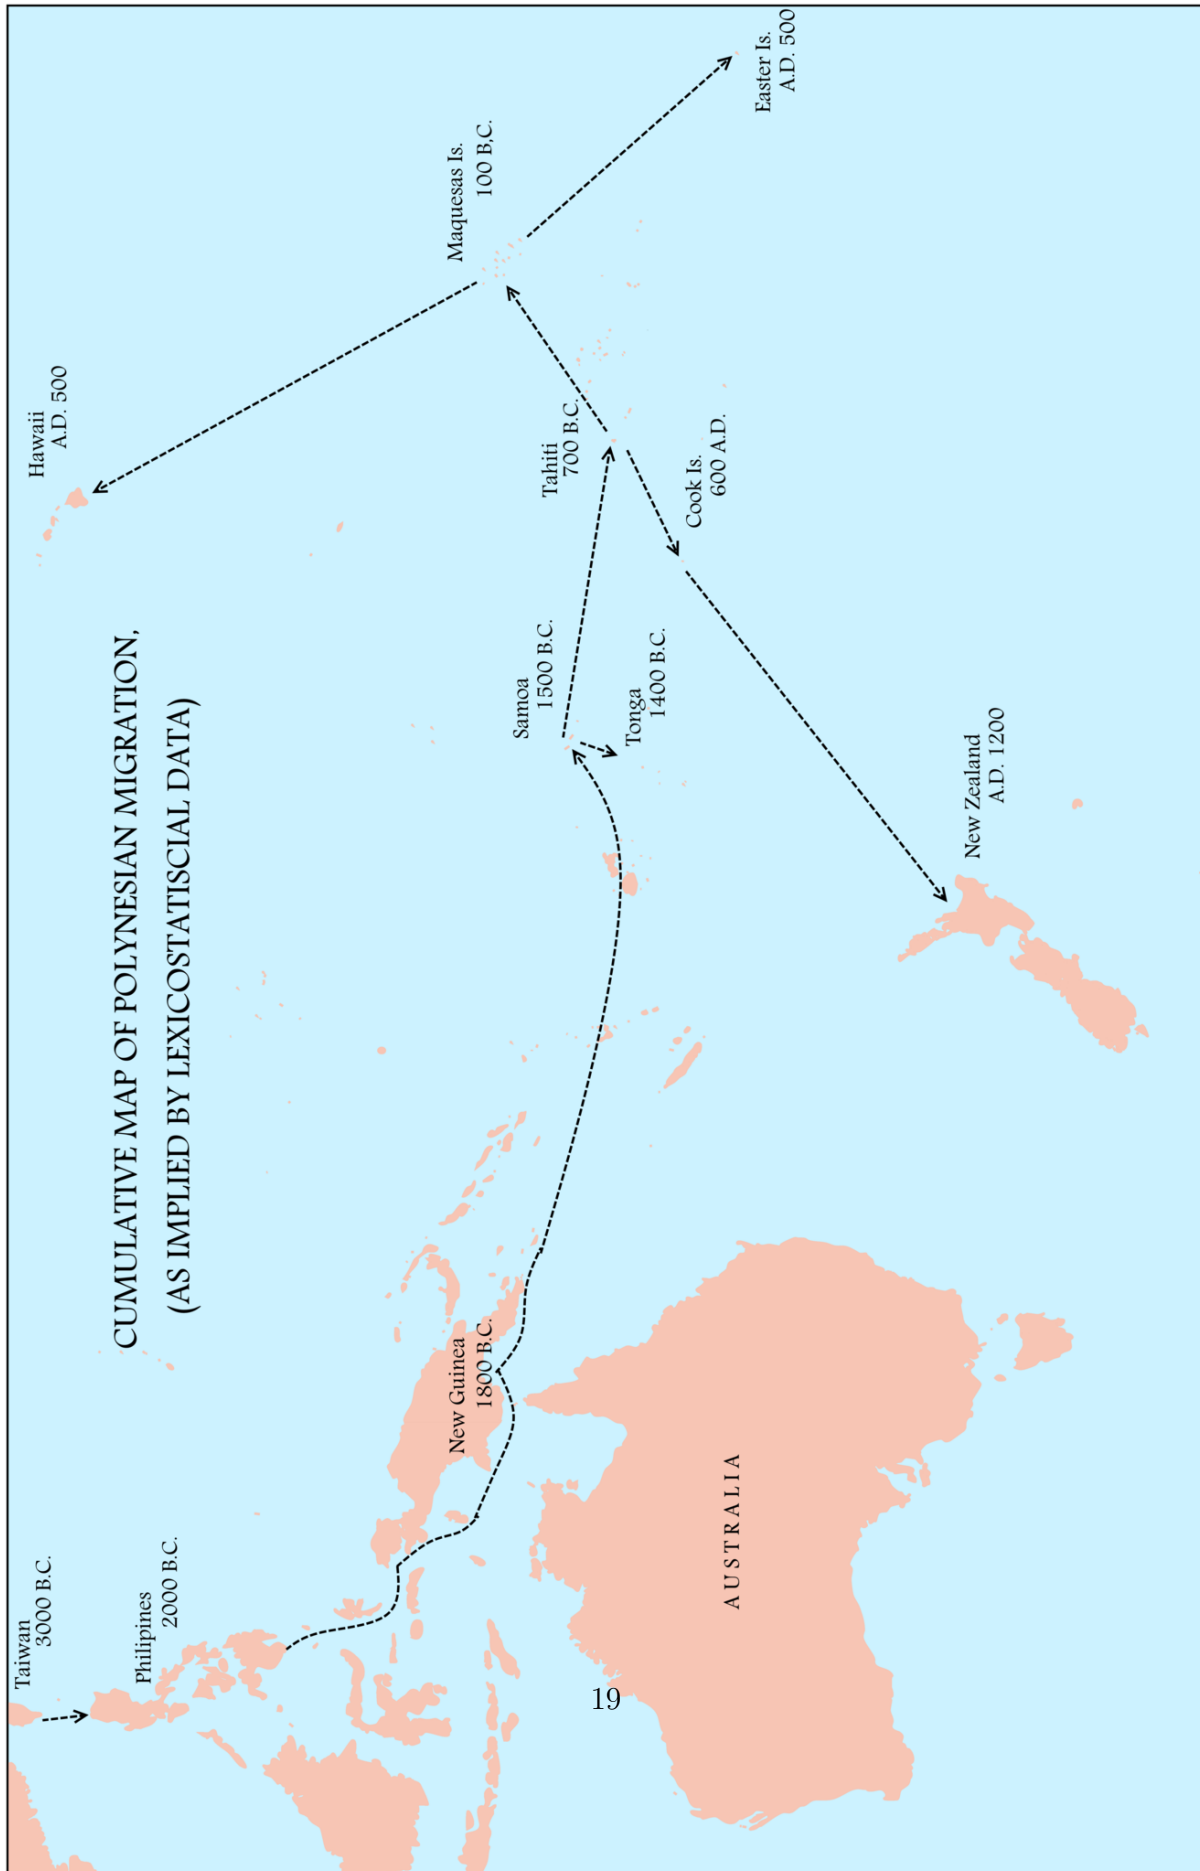 CUMULATIVE MAP OF POLYNESIAN MIGRATION,
(AS IMPLIED BY LEXICOSTATISCIAL DATA)
Taiwan
3000 B.C.
Philipines
2000 B.C.
New Guinea
1800 B.C.
AUSTRALIA
Samoa
1500 B.C.
Tonga
1400 B.C.
Tahiti
700 B.C.
Cook Is.
600 A.D.
New Zealand
A.D. 1200
Hawaii
A.D. 500
Maquesas Is.
100 B.C.
Easter Is.
A.D. 500
19